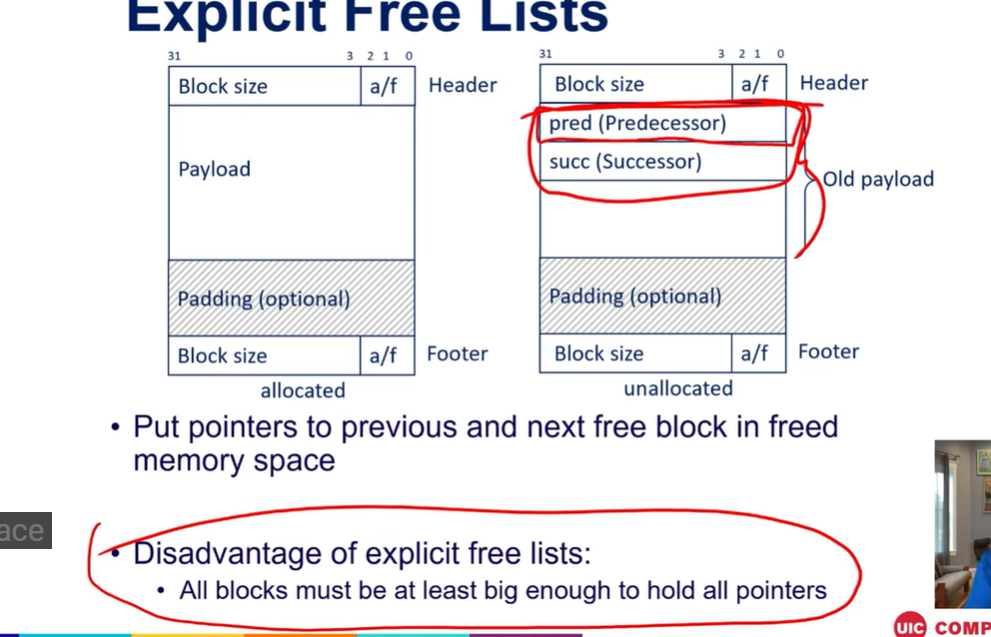 Explicit Free Lists
31 3 2 1 0
Block size a/f Header
Payload
Padding (optional)
Block size a/f Footer
allocated
31 3 2 1 0
Block size a/f Header
pred (Predecessor)
succ (Successor)
Old payload
Padding (optional)
Block size a/f Footer
unallocated
• Put pointers to previous and next free block in freed
memory space
ace
• Disadvantage of explicit free lists:
• All blocks must be at least big enough to hold all pointers
UIC COMP